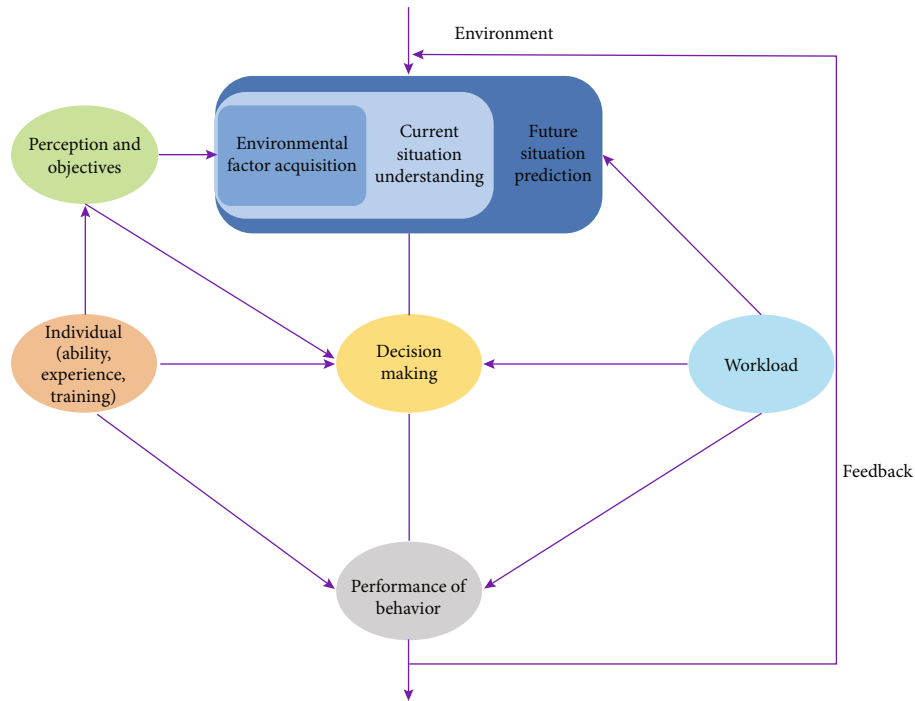 Environment
Perception and
objectives
Environmental
factor acquisition
Current
situation
understanding
Future
situation
prediction
Individual
(ability,
experience,
training)
Decision
making
Workload
Feedback
Performance of
behavior